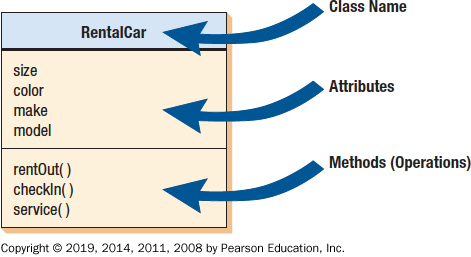 Class Name
RentalCar
size
color
make
model
Attributes
rentOut( )
checkIn( )
service( )
Methods (Operations)
Copyright © 2019, 2014, 2011, 2008 by Pearson Education, Inc.